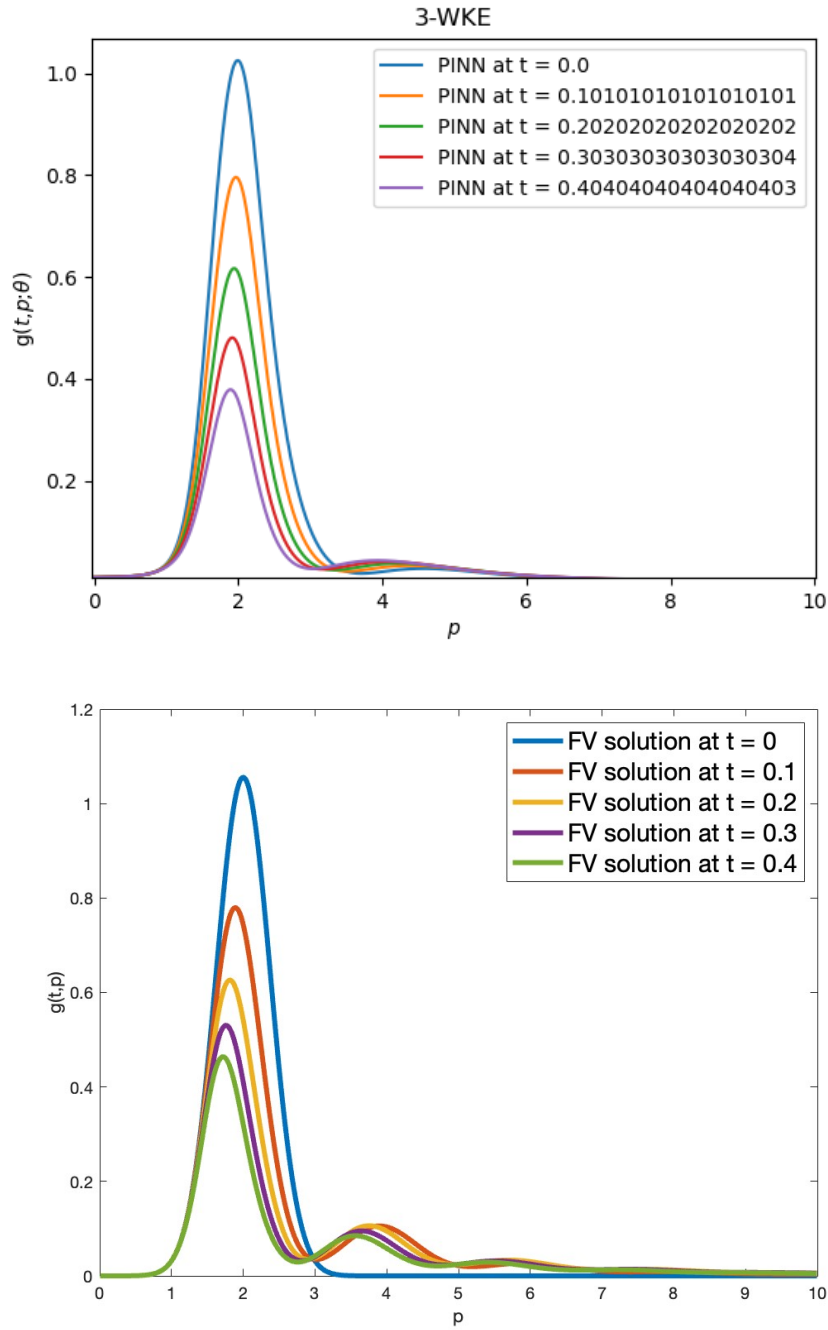 3-WKE
1.0
0.8
0.6
0.4
0.2
g(t,p;θ)
PINN at t = 0.0
PINN at t = 0.10101010101010101
PINN at t = 0.20202020202020202
PINN at t = 0.30303030303030304
PINN at t = 0.40404040404040403
0 2 4 6 8 10
p
1.2
1
0.8
0.6
0.4
0.2
0
g(t,p)
FV solution at t = 0
FV solution at t = 0.1
FV solution at t = 0.2
FV solution at t = 0.3
FV solution at t = 0.4
0 1 2 3 4 5 6 7 8 9 10
p